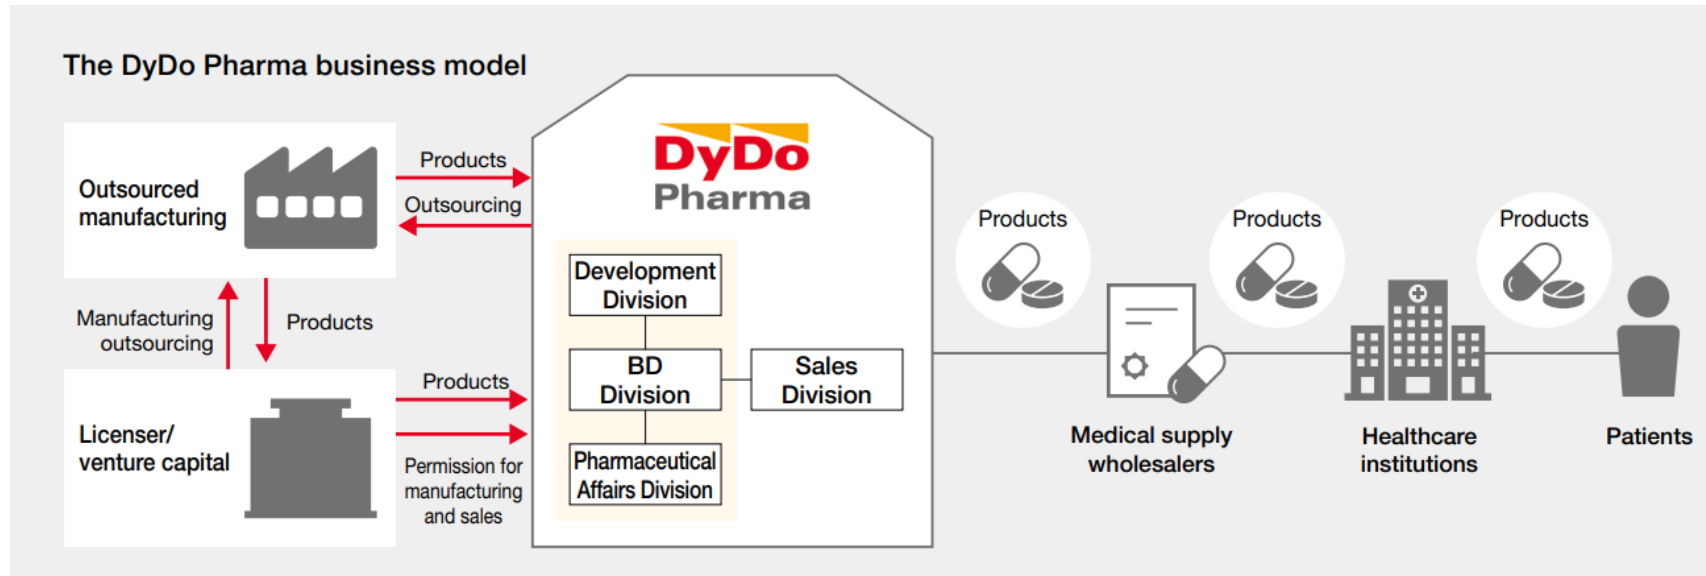 The DyDo Pharma business model
Outsourced
manufacturing
Products
Outsourcing
Manufacturing
outsourcing
Products
Licenser/
venture capital
Products
Permission for
manufacturing
and sales
DyDo
Pharma
Development
Division
BD
Division
Sales
Division
Pharmaceutical
Affairs Division
Products
Products
Products
Medical supply
wholesalers
Healthcare
institutions
Patients